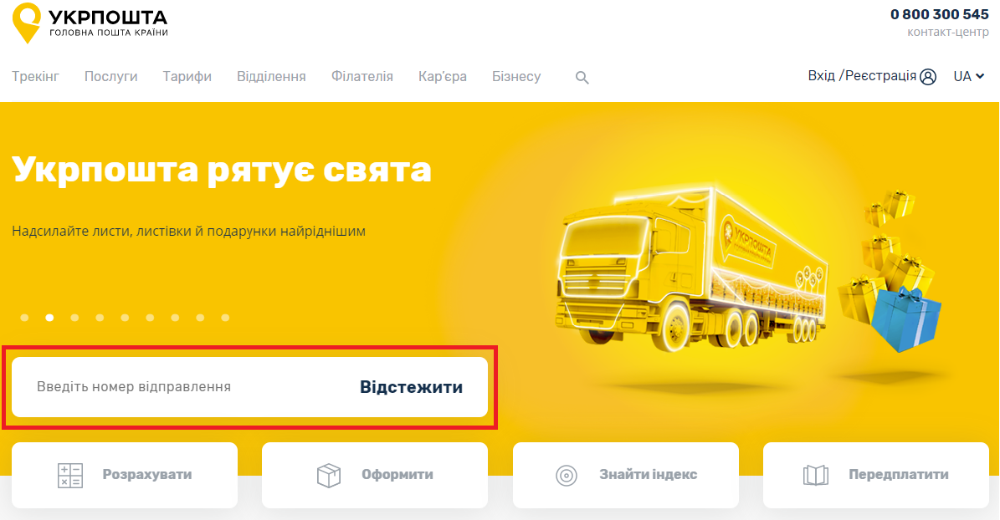 УКРПОШТА
ГОЛОВНА ПОШТА КРАЇНИ
0 800 300 545
контакт-центр
Трекінг Послуги Тарифи Відділення Філателія Кар'єра Бізнесу
Вхід /Реєстрація UA
Укрпошта рятує свята
Надсилайте листи, листівки й подарунки найріднішим
УКРПОШТА
Введіть номер відправлення Відстежити
Розрахувати Оформити Знайти індекс Передплатити